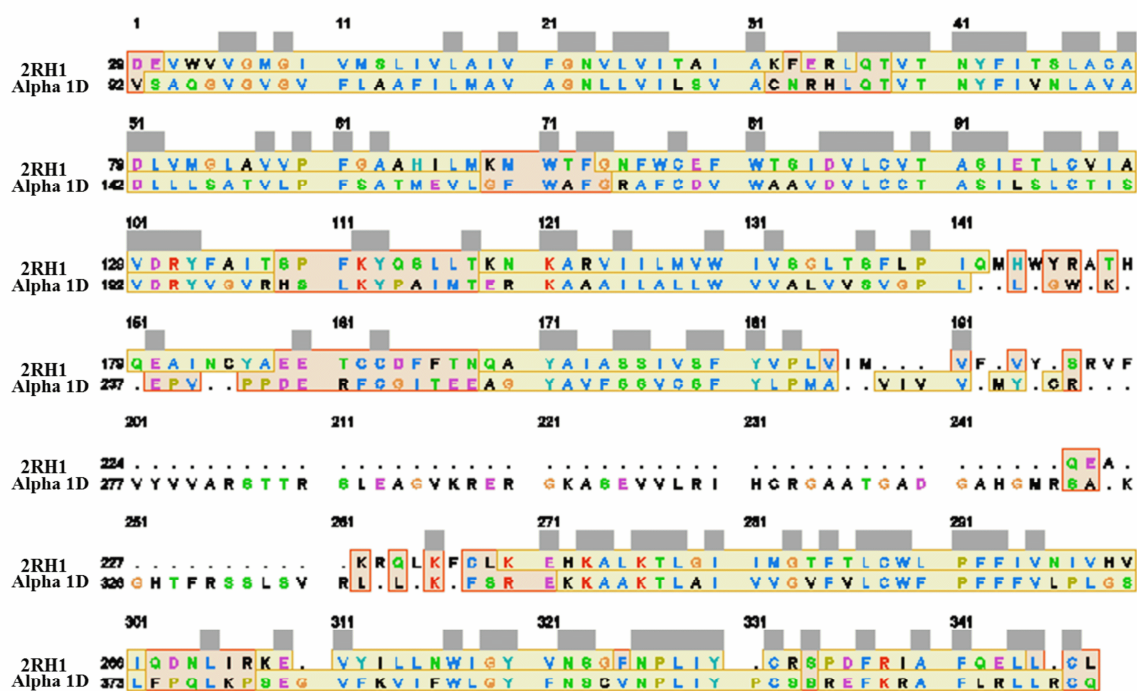 1 11 21 31 41
2RH1 29 DEVWVVGMGI VMSLIVLAIV FGNVLVITAI AKFERLQTVT NYFITSLACA
Alpha 1D 92 VSAQGVGVGV FLAAFILMAV AGNLLVILSV ACNRHLQTVT NYFIVNLAVA
51 61 71 81 91
2RH1 79 DLVMGLAVVP FGAAHILMKM WTFGNFWCEF WTSIDVLCVT ASIETLCVIA
Alpha 1D 142 DLLLSATVLP FSATMEVLGF WAFGRAFCDV WAAVDVLCCT ASILSLCTIS
101 111 121 131 141
2RH1 129 VDRYFAITSP FKYQSLLTKN KARVIILMVW IVSGLTSFLP IQMHWYRATH
Alpha 1D 192 VDRYVGVRHS LKYPAIMTER KAAAILALLW VVALVVSVGP L..L.GW.K.
151 161 171 181 191
2RH1 179 QEAINCYAEE TCCDFFTNQA YAIASSIVSF YVPLVIM... VF.VY.SRVF
Alpha 1D 237 .EPV..PPDE RFCGITEEAG YAVFSSVCSF YLPMA..VIV V.MY.CR...
201 211 221 231 241
2RH1 224 .......... .......... .......... .......... ......QEA.
Alpha 1D 277 VYVVARSTTR SLEAGVKRER GKASEVVLRI HCRGAATGAD GAHGMRSA.K
251 261 271 281 291
2RH1 227 .......... .KRQLKFCLK EHKALKTLGI IMGTFTLCWL PFFIVNIVHV
Alpha 1D 326 GHTFRSSLSV RL.L.K.FSR EKKAAKTLAI VVGVFVLCWF PFFFVLPLGS
301 311 321 331 341
2RH1 298 IQDNLIRKE. VYILLNWIGY VNSGFNPLIY .CRSPDFRIA FQELL.CL
Alpha 1D 373 LFPQLKPSEG VFKVIFWLGY FNSCVNPLIY PCSSREFKRA FLRLLRCQ